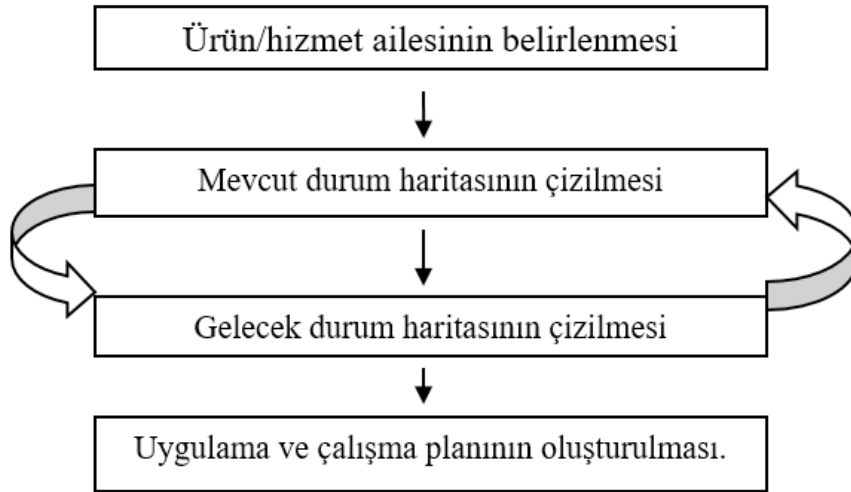 Ürün/hizmet ailesinin belirlenmesi
Mevcut durum haritasının çizilmesi
Gelecek durum haritasının çizilmesi
Uygulama ve çalışma planının oluşturulması.